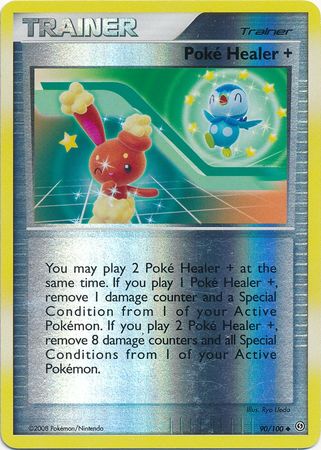 TRAINER
Trainer
Poké Healer +
You may play 2 Poké Healer + at the
same time. If you play 1 Poké Healer +,
remove 1 damage counter and a Special
Condition from 1 of your Active
Pokémon. If you play 2 Poké Healer +,
remove 8 damage counters and all Special
Conditions from 1 of your Active
Pokémon.
Illus. Ryo Ueda
©2008 Pokémon/Nintendo
90/100 ◆